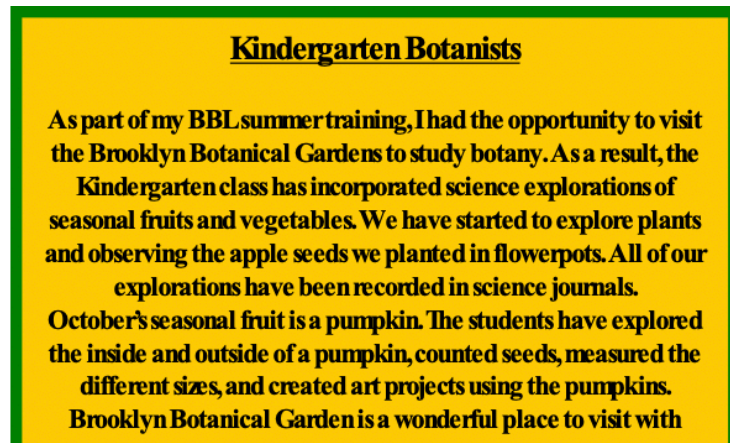 Kindergarten Botanists
As part of my BBL summer training, I had the opportunity to visit
the Brooklyn Botanical Gardens to study botany. As a result, the
Kindergarten class has incorporated science explorations of
seasonal fruits and vegetables. We have started to explore plants
and observing the apple seeds we planted in flowerpots. All of our
explorations have been recorded in science journals.
October's seasonal fruit is a pumpkin. The students have explored
the inside and outside of a pumpkin, counted seeds, measured the
different sizes, and created art projects using the pumpkins.
Brooklyn Botanical Garden is a wonderful place to visit with